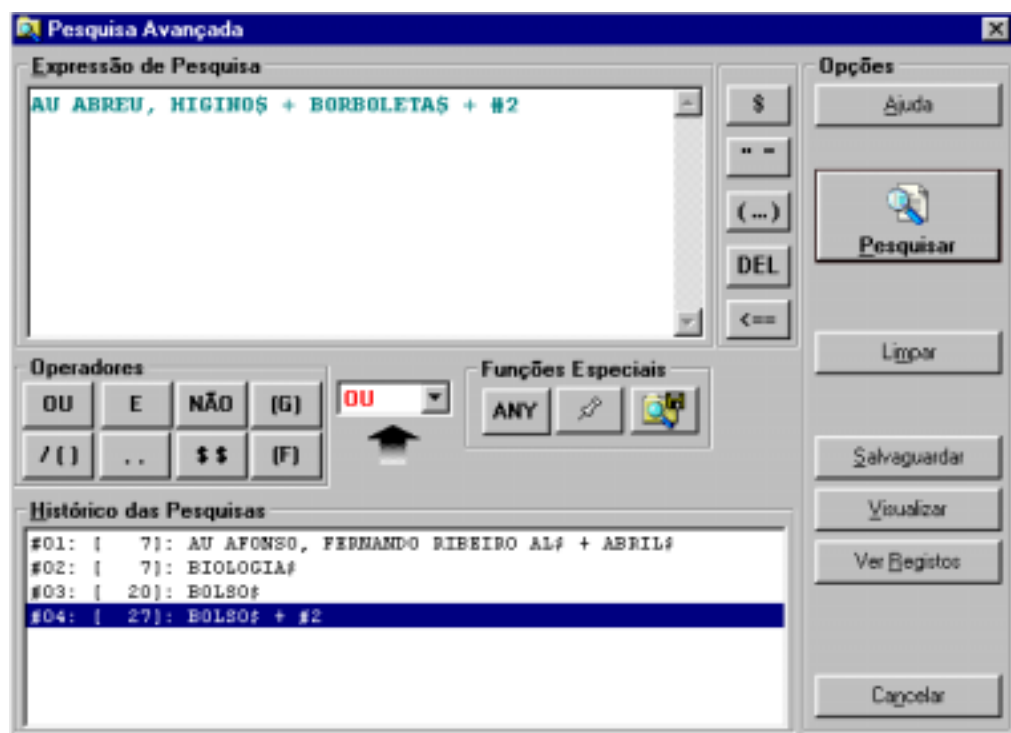 Pesquisa Avançada
Expressão de Pesquisa
AU ABREU, HIGINO$ + BORBOLETA$ + #2
$
" "
(...)
DEL
<==
Opções
Ajuda
Pesquisar
Limpar
Salvaguardar
Visualizar
Ver Registos
Cancelar
Operadores
OU E NÃO (G)
/() .. $$ (F)
OU
Funções Especiais
ANY
Histórico das Pesquisas
#01: [ 7]: AU AFONSO, FERNANDO RIBEIRO AL$ + ABRIL$
#02: [ 7]: BIOLOGIA$
#03: [ 20]: BOLSO$
#04: [ 27]: BOLSO$ + #2